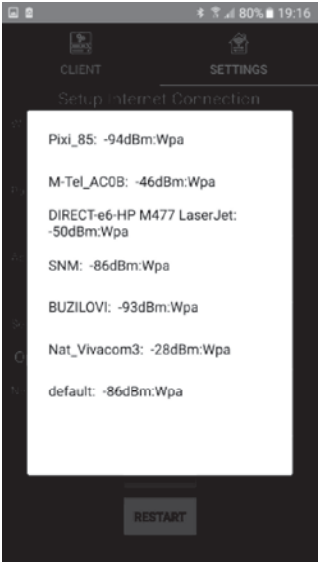 80% 19:16
CLIENT
SETTINGS
Setup Internet Connection
Pixi_85: -94dBm:Wpa
M-Tel_AC0B: -46dBm:Wpa
DIRECT-e6-HP M477 LaserJet:
-50dBm:Wpa
SNM: -86dBm:Wpa
BUZILOVI: -93dBm:Wpa
Nat_Vivacom3: -28dBm:Wpa
default: -86dBm:Wpa
RESTART